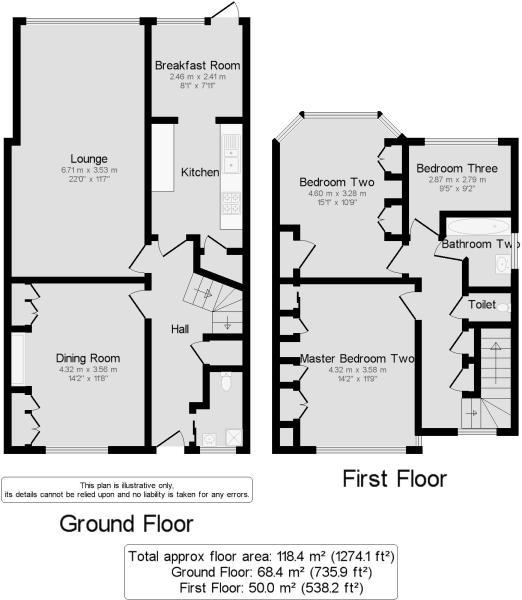 Breakfast Room
2.46 m x 2.41 m
8'1" x 7'11"
Lounge
6.71 m x 3.53 m
22'0" x 11'7"
Kitchen
Hall
Dining Room
4.32 m x 3.56 m
14'2" x 11'8"
Bedroom Two
4.60 m x 3.28 m
15'1" x 10'9"
Bedroom Three
2.87 m x 2.79 m
9'5" x 9'2"
Bathroom Two
Toilet
Master Bedroom Two
4.32 m x 3.58 m
14'2" x 11'9"
This plan is illustrative only,
its details cannot be relied upon and no liability is taken for any errors.
Ground Floor
First Floor
Total approx floor area: 118.4 m² (1274.1 ft²)
Ground Floor: 68.4 m² (735.9 ft²)
First Floor: 50.0 m² (538.2 ft²)